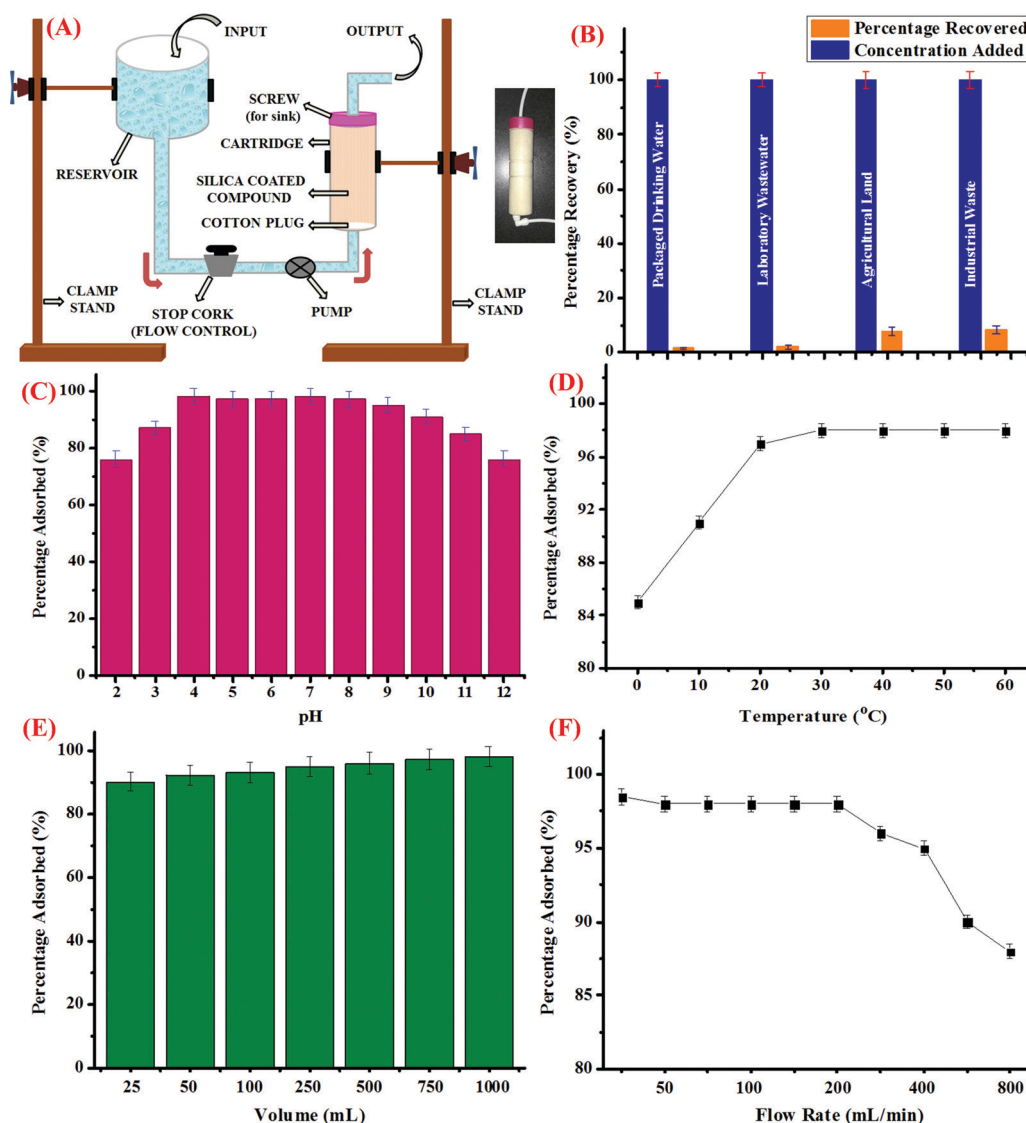 (A)
INPUT
OUTPUT
SCREW
(for sink)
CARTRIDGE
RESERVOIR
SILICA COATED
COMPOUND
COTTON PLUG
CLAMP
STAND
STOP CORK
(FLOW CONTROL)
PUMP
CLAMP
STAND
(B)
Percentage Recovered
Concentration Added
Percentage Recovery (%)
100
80
60
40
20
10
0
Packaged Drinking Water
Laboratory Wastewater
Agricultural Land
Industrial Waste
(C)
Percentage Adsorbed (%)
100
80
60
40
20
0
2 3 4 5 6 7 8 9 10 11 12
pH
(D)
Percentage Adsorbed (%)
100
96
92
88
84
80
0 10 20 30 40 50 60
Temperature (°C)
(E)
Percentage Adsorbed (%)
100
80
60
40
20
0
25 50 100 250 500 750 1000
Volume (mL)
(F)
Percentage Adsorbed (%)
100
95
90
85
80
50 100 200 400 800
Flow Rate (mL/min)